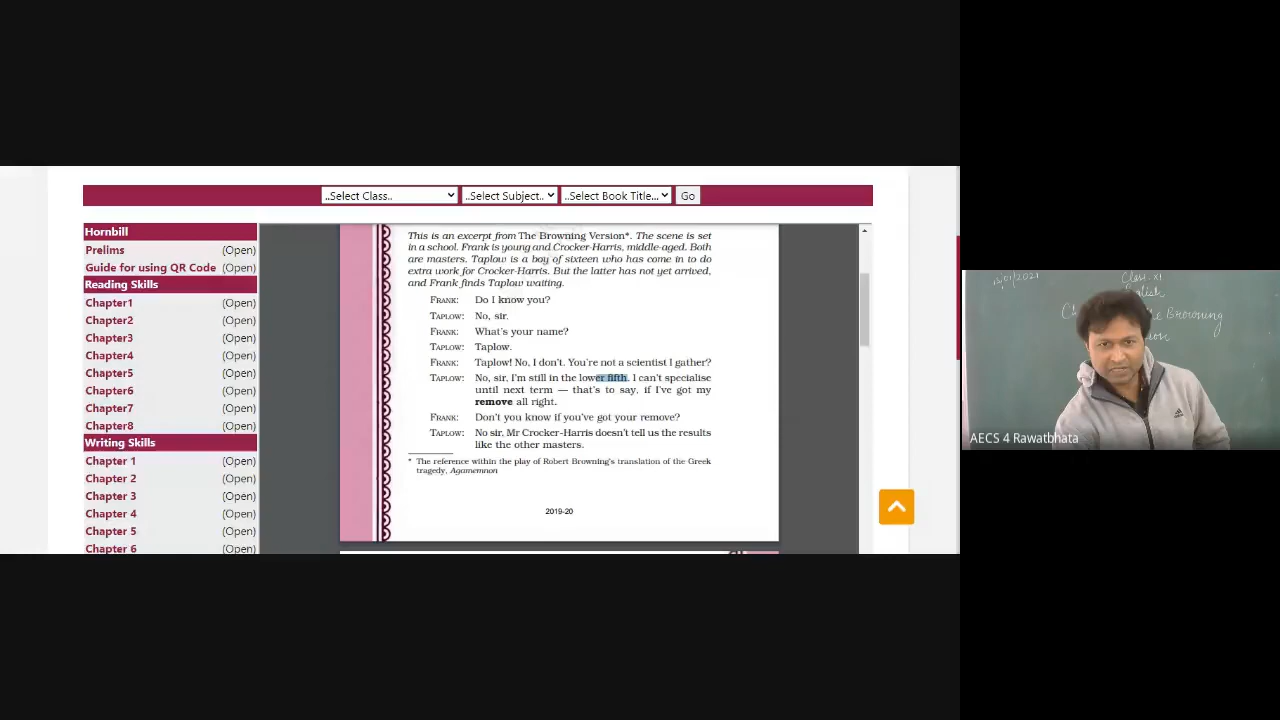 ..Select Class..
..Select Subject..
..Select Book Title...
Go
Hornbill
Prelims (Open)
Guide for using QR Code (Open)
Reading Skills
Chapter1 (Open)
Chapter2 (Open)
Chapter3 (Open)
Chapter4 (Open)
Chapter5 (Open)
Chapter6 (Open)
Chapter7 (Open)
Chapter8 (Open)
Writing Skills
Chapter 1 (Open)
Chapter 2 (Open)
Chapter 3 (Open)
Chapter 4 (Open)
Chapter 5 (Open)
Chapter 6 (Open)
This is an excerpt from The Browning Version*. The scene is set
in a school. Frank is young and Crocker-Harris, middle-aged. Both
are masters. Taplow is a boy of sixteen who has come in to do
extra work for Crocker-Harris. But the latter has not yet arrived,
and Frank finds Taplow waiting.
FRANK: Do I know you?
TAPLOW: No, sir.
FRANK: What's your name?
TAPLOW: Taplow.
FRANK: Taplow! No, I don't. You're not a scientist I gather?
TAPLOW: No, sir, I'm still in the lower fifth. I can't specialise
until next term — that's to say, if I've got my
remove all right.
FRANK: Don't you know if you've got your remove?
TAPLOW: No sir, Mr Crocker-Harris doesn't tell us the results
like the other masters.
* The reference within the play of Robert Browning's translation of the Greek
tragedy, Agamemnon
2019-20
Class-XI
English
Browning
AECS 4 Rawatbhata